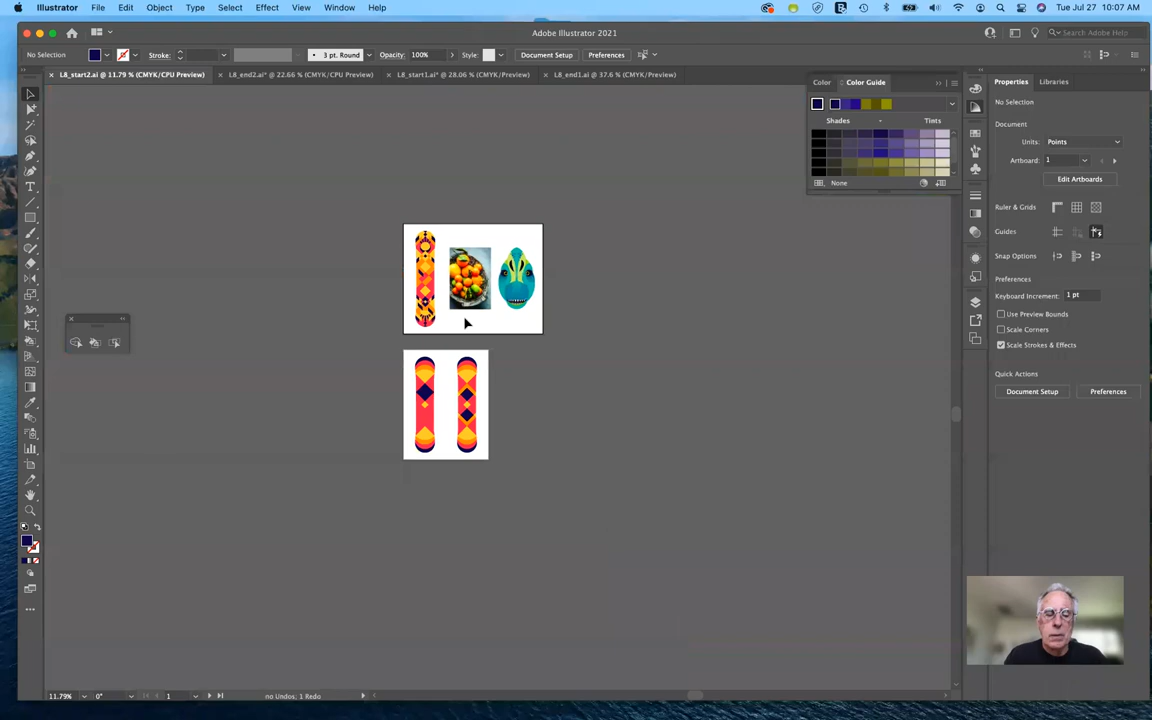 Illustrator File Edit Object Type Select Effect View Window Help Tue Jul 27 10:07 AM
Adobe Illustrator 2021
Search Adobe Help
No Selection Stroke: 3 pt. Round Opacity: 100% Style: Document Setup Preferences
× L8_start2.ai @ 11.79 % (CMYK/CPU Preview) × L8_end2.ai* @ 22.66 % (CMYK/CPU Preview) × L8_start1.ai* @ 28.06 % (CMYK/Preview) × L8_end1.ai @ 37.6 % (CMYK/Preview)
Color Color Guide
Shades Tints
None
Properties Libraries
No Selection
Document
Units: Points
Artboard: 1
Edit Artboards
Ruler & Grids
Guides
Snap Options
Preferences
Keyboard Increment: 1 pt
Use Preview Bounds
Scale Corners
Scale Strokes & Effects
Quick Actions
Document Setup Preferences
11.79% 0° 1 no Undos; 1 Redo